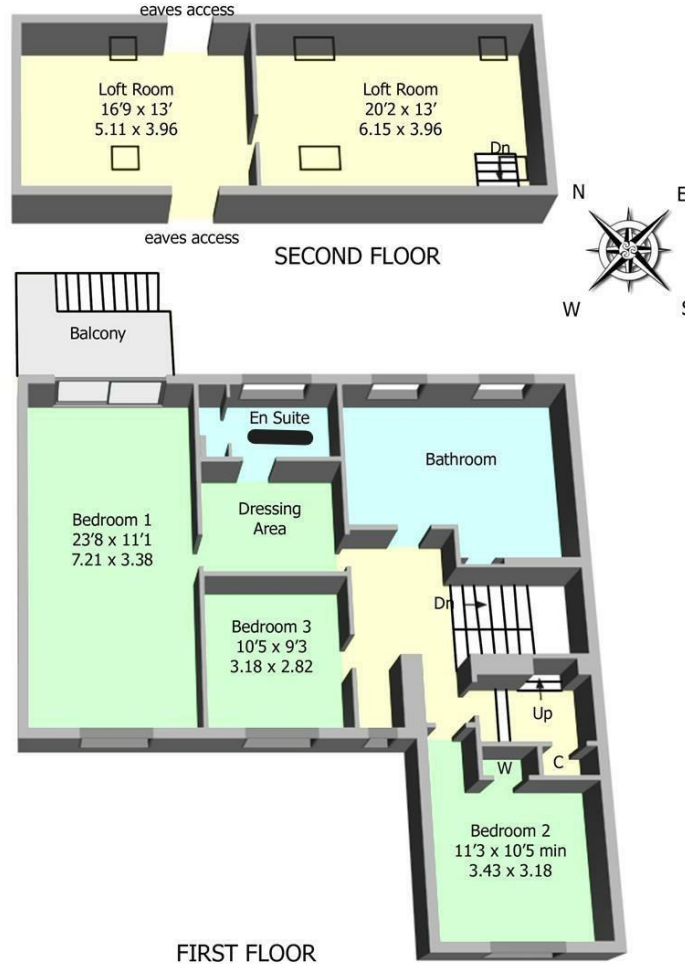 eaves access
Loft Room
16'9 x 13'
5.11 x 3.96
Loft Room
20'2 x 13'
6.15 x 3.96
Dn
eaves access
SECOND FLOOR
N
E
W
S
Balcony
En Suite
Bathroom
Bedroom 1
23'8 x 11'1
7.21 x 3.38
Dressing
Area
Bedroom 3
10'5 x 9'3
3.18 x 2.82
Dn
Up
W
C
Bedroom 2
11'3 x 10'5 min
3.43 x 3.18
FIRST FLOOR